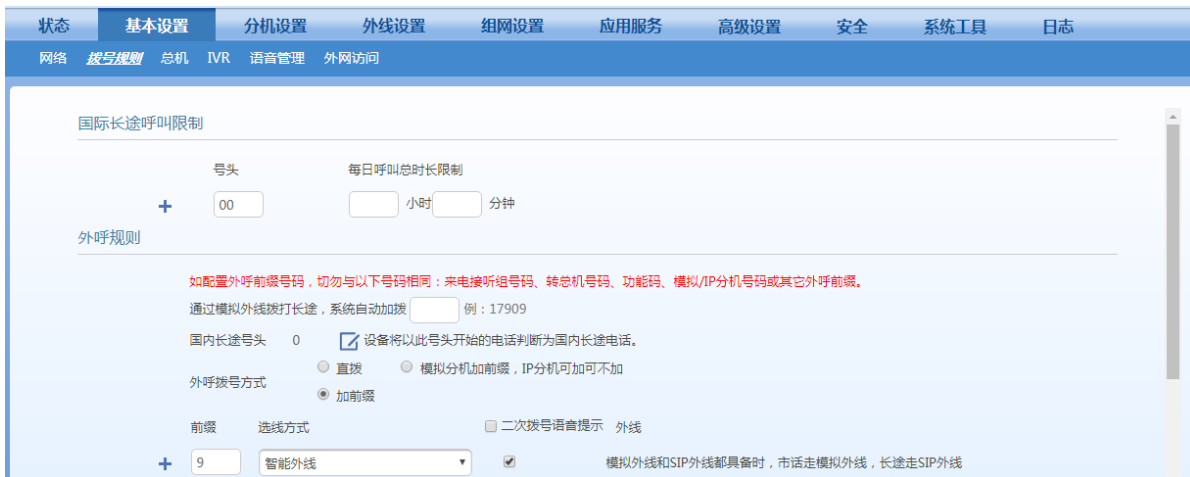 状态 基本设置 分机设置 外线设置 组网设置 应用服务 高级设置 安全 系统工具 日志
网络 拨号规则 总机 IVR 语音管理 外网访问
国际长途呼叫限制
号头 每日呼叫总时长限制
00 小时 分钟
外呼规则
如配置外呼前缀号码，切勿与以下号码相同：来电接听组号码、转总机号码、功能码、模拟/IP分机号码或其它外呼前缀。
通过模拟外线拨打长途，系统自动加拨 例：17909
国内长途号头 0 设备将以此号头开始的电话判断为国内长途电话。
直拨 模拟分机加前缀，IP分机可加可不加
外呼拨号方式
加前缀
前缀 选线方式 二次拨号语音提示 外线
9 智能外线 模拟外线和SIP外线都具备时，市话走模拟外线，长途走SIP外线